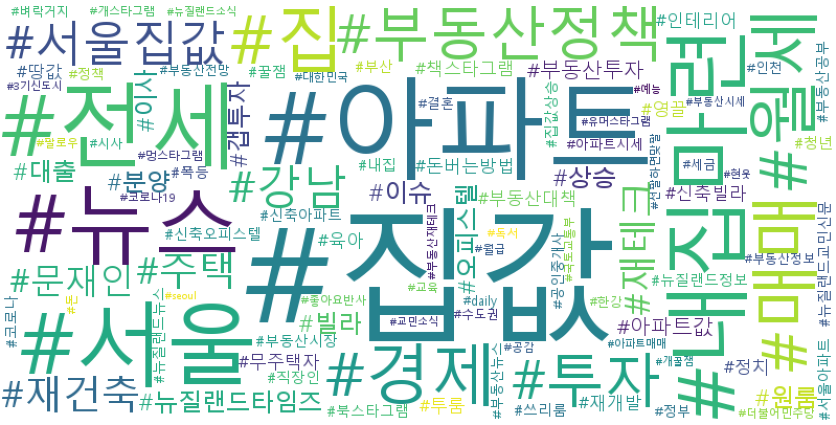 #벼락거지
#개스타그램
#뉴질랜드소식
#서울집값
#집
#부동산정책
#인테리어
#땅값
#정책
#부동산전망
#꿀잼
#부산
#책스타그램
#부동산투자
#인천
#3기신도시
#이사
#대한민국
#결혼
#예능
#영끌
#부동산시세
#부동산공부
#전세
#갭투자
#아파트
#집값상승
#유머스타그램
#내집마련
#월세
#팔로우
#시사
#멍스타그램
#아파트시세
#청년
#대출
#분양
#폭등
#내집
#돈버는방법
#상승
#세금
#현웃
#코로나19
#강남
#이슈
#부동산대책
#신축빌라
#뉴스
#신축아파트
#오피스텔
#재테크
#매매
#신축오피스텔
#육아
#부동산재테크
#월급
#독서
#공인중개사
#국토교통부
#부동산정보
#뉴질랜드교민신문
#문재인
#주택
#집값
#교육
#뉴질랜드정보
#돈
#seoul
#좋아요반사
#daily
#한강
#코로나
#뉴질랜드뉴스
#빌라
#교민소식
#수도권
#아파트값
#서울
#부동산시장
#아파트매매
#무주택자
#경제
#부동산뉴스
#공감
#투자
#개꿀잼
#정치
#서울아파트
#재건축
#직장인
#원룸
#뉴질랜드타임즈
#북스타그램
#투룸
#쓰리룸
#재개발
#정부
#더불어민주당